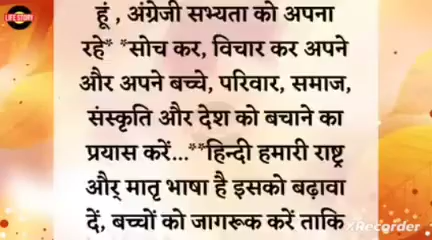 LIFE STORY
हूं , अंग्रेजी सभ्यता को अपना
रहे* *सोच कर, विचार कर अपने
और अपने बच्चे, परिवार, समाज,
संस्कृति और देश को बचाने का
प्रयास करें...**हिन्दी हमारी राष्ट्र
और् मातृ भाषा है इसको बढ़ावा
दें, बच्चों को जागरूक करें ताकि
XRecorder